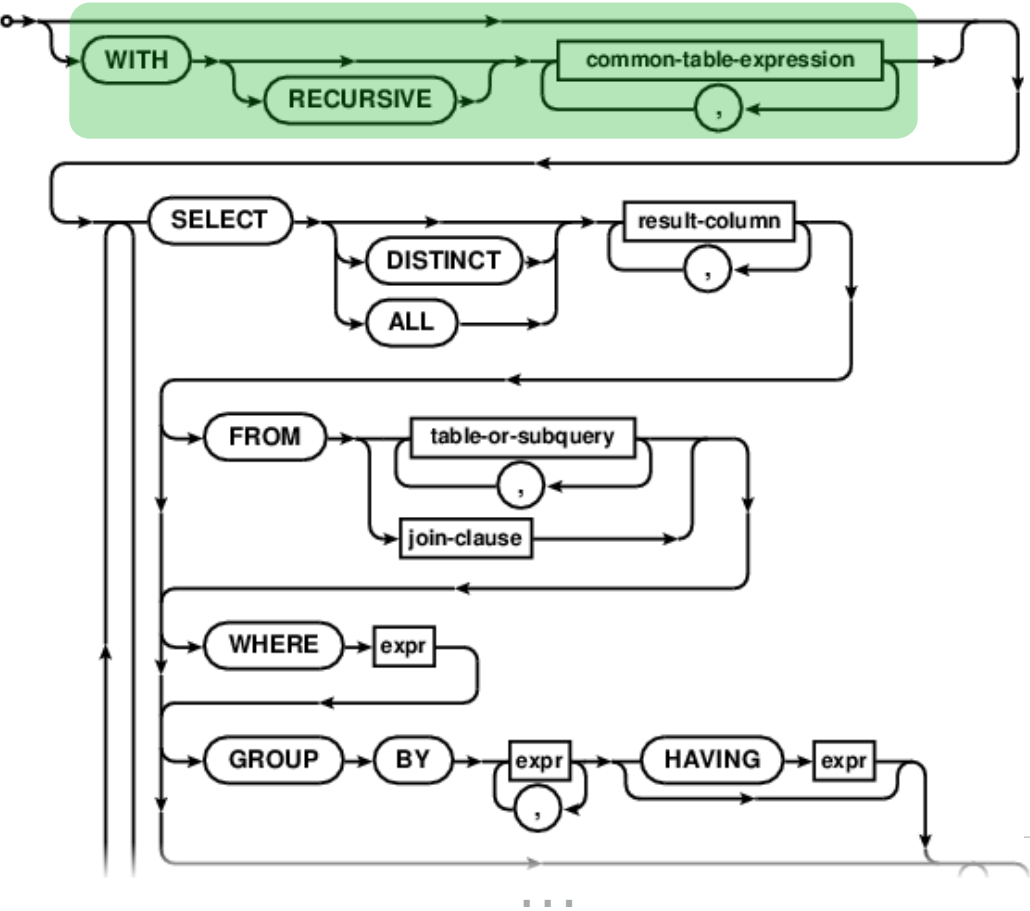 WITH common-table-expression
RECURSIVE ,
SELECT result-column
DISTINCT ,
ALL
FROM table-or-subquery
,
join-clause
WHERE expr
GROUP BY expr HAVING expr
,